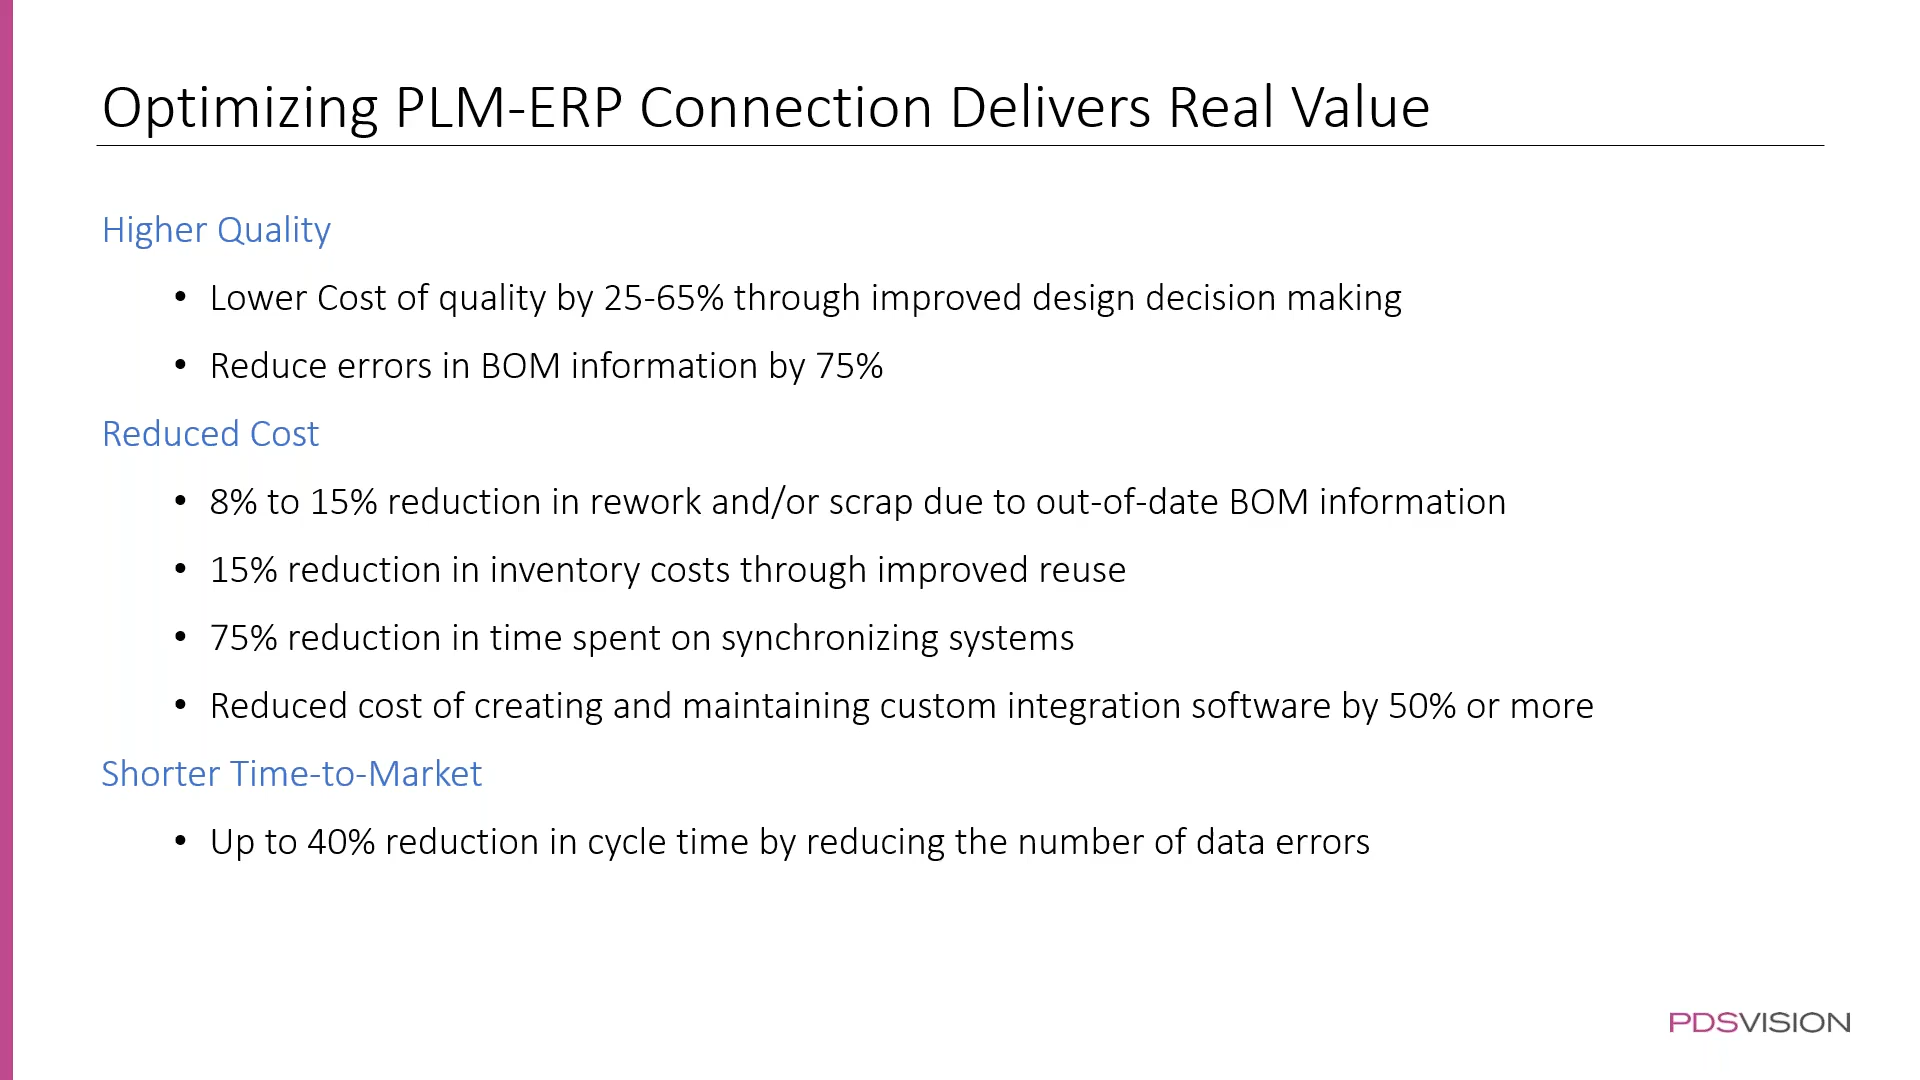 Optimizing PLM-ERP Connection Delivers Real Value
Higher Quality
• Lower Cost of quality by 25-65% through improved design decision making
• Reduce errors in BOM information by 75%
Reduced Cost
• 8% to 15% reduction in rework and/or scrap due to out-of-date BOM information
• 15% reduction in inventory costs through improved reuse
• 75% reduction in time spent on synchronizing systems
• Reduced cost of creating and maintaining custom integration software by 50% or more
Shorter Time-to-Market
• Up to 40% reduction in cycle time by reducing the number of data errors
PDSVISION